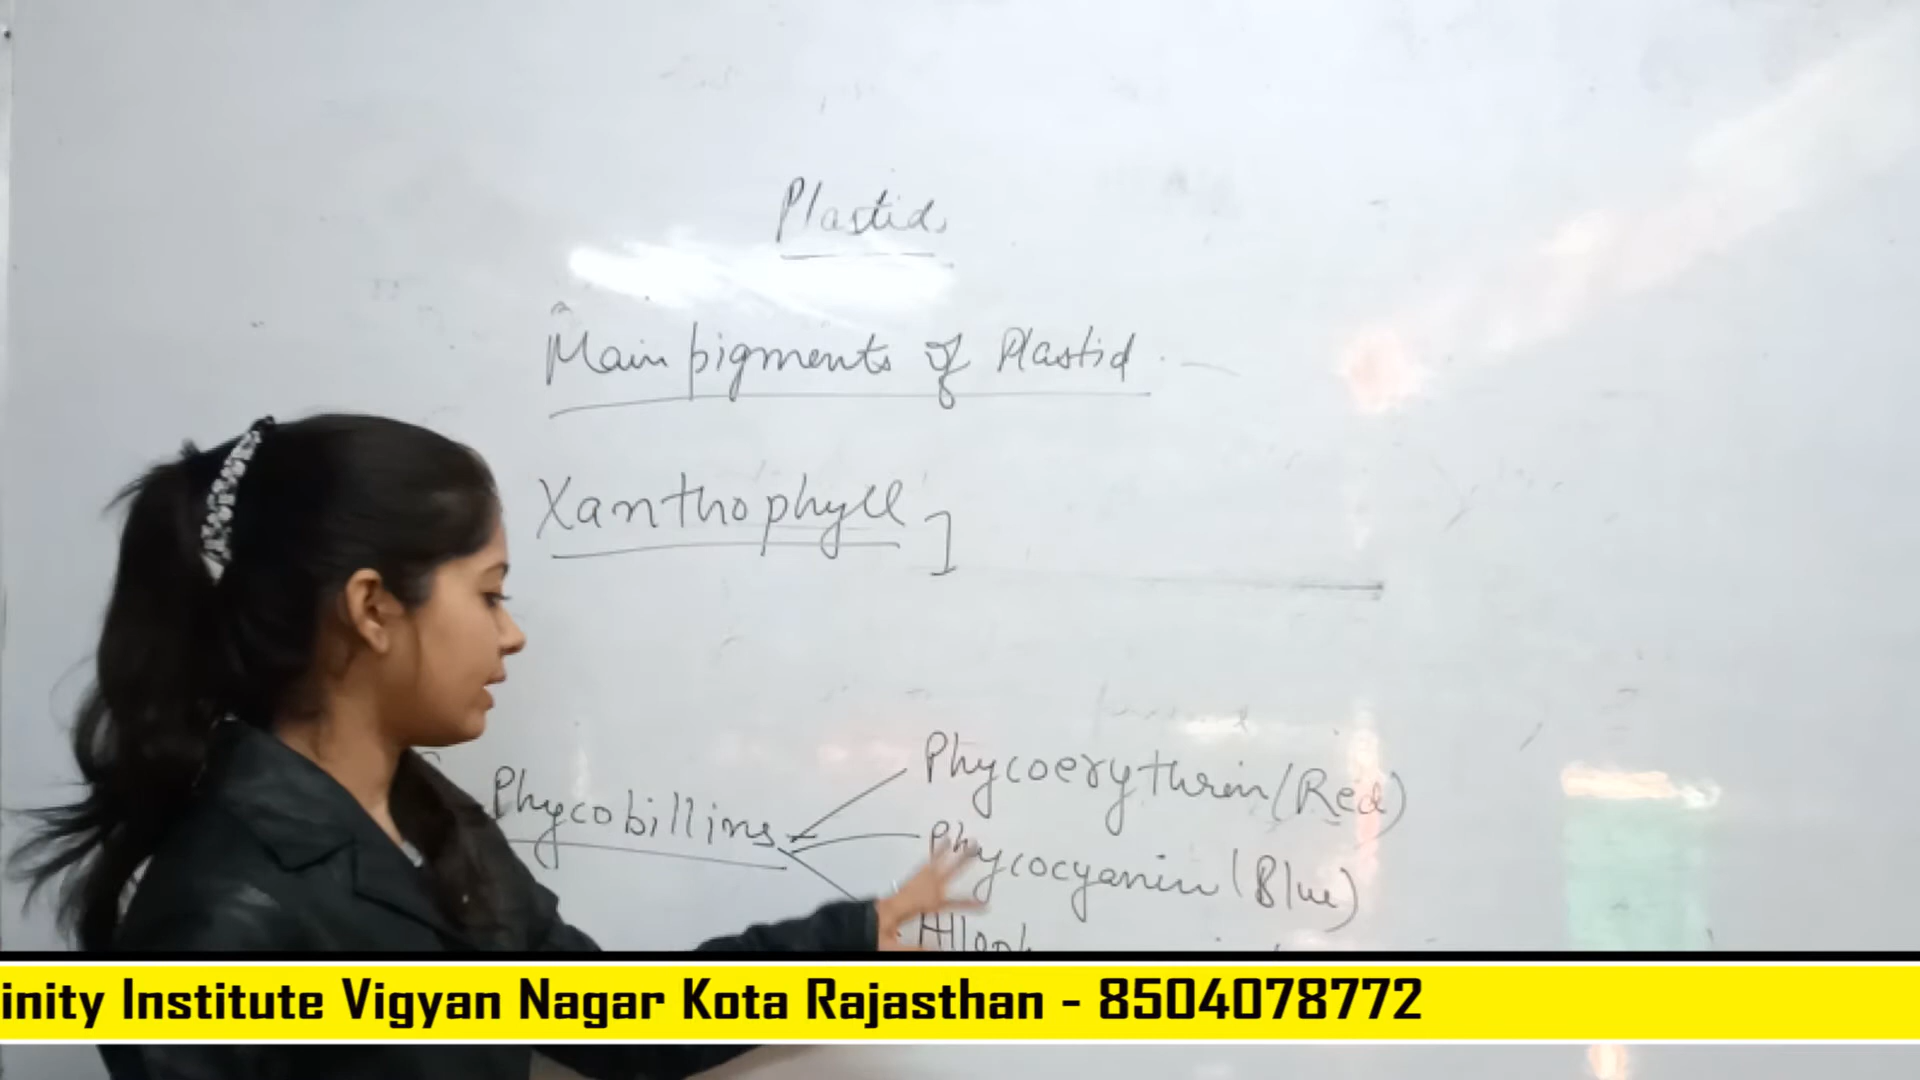 Plastid
Main pigments of Plastid
Xanthophyll ]
Phycobillins
Phycoerythrin (Red)
Phycocyanin (Blue)
inity Institute Vigyan Nagar Kota Rajasthan - 8504078772